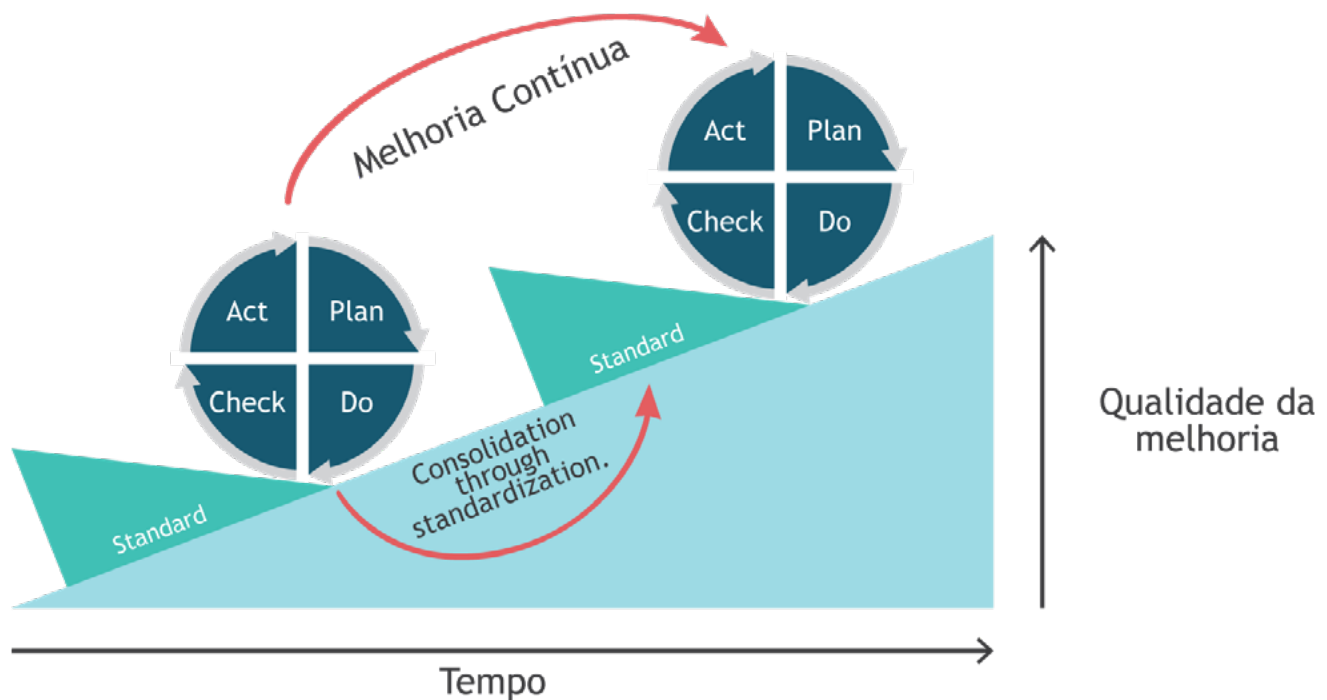 Melhoria Contínua
Act
Plan
Check
Do
Act
Plan
Check
Do
Standard
Standard
Consolidation
through
standardization.
Qualidade da
melhoria
Tempo